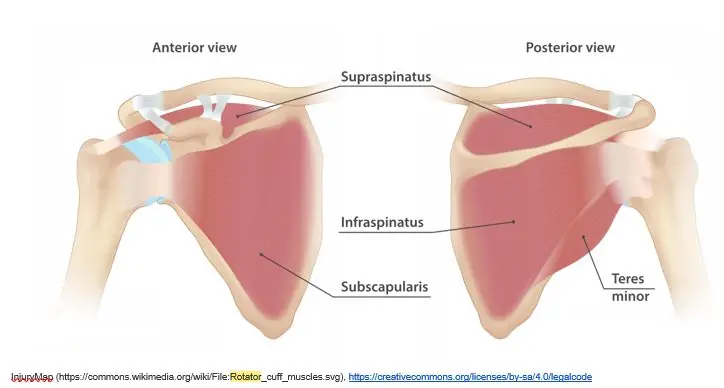 Anterior view
Posterior view
Supraspinatus
Infraspinatus
Subscapularis
Teres
minor
InjuryMap (https://commons.wikimedia.org/wiki/File:Rotator_cuff_muscles.svg), https://creativecommons.org/licenses/by-sa/4.0/legalcode